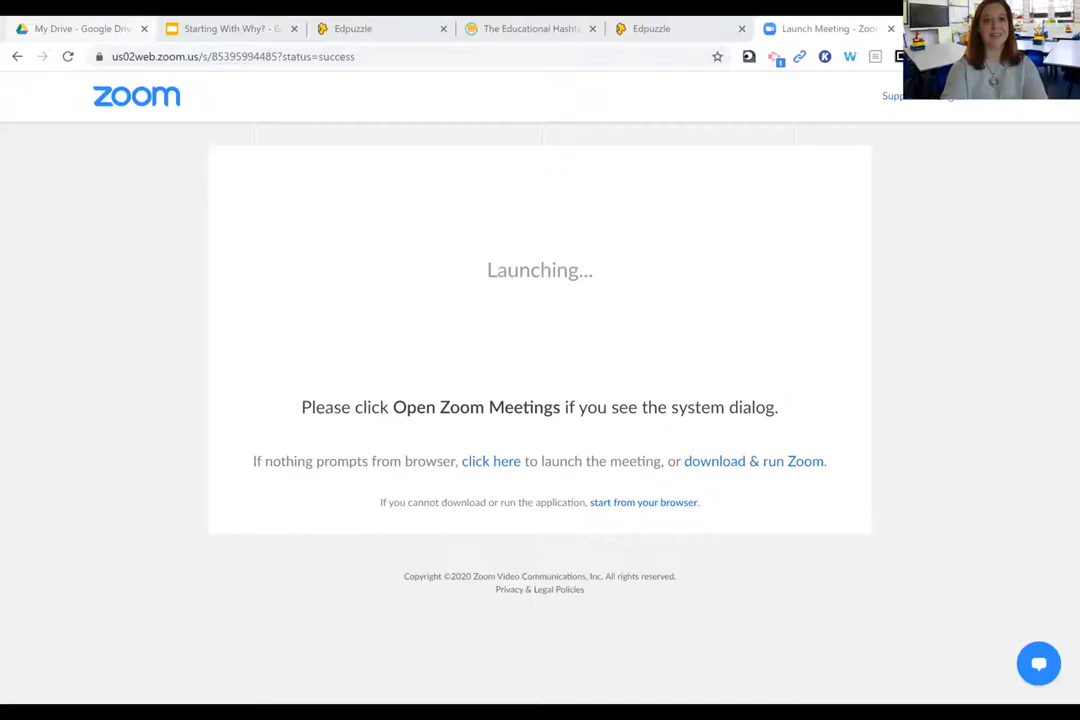 My Drive - Google Driv
Starting With Why? - G
Edpuzzle
The Educational Hashta
Edpuzzle
Launch Meeting - Zoo
us02web.zoom.us/s/85395994485?status=success
zoom
Supp
Launching...
Please click Open Zoom Meetings if you see the system dialog.
If nothing prompts from browser, click here to launch the meeting, or download & run Zoom.
If you cannot download or run the application, start from your browser.
Copyright ©2020 Zoom Video Communications, Inc. All rights reserved.
Privacy & Legal Policies